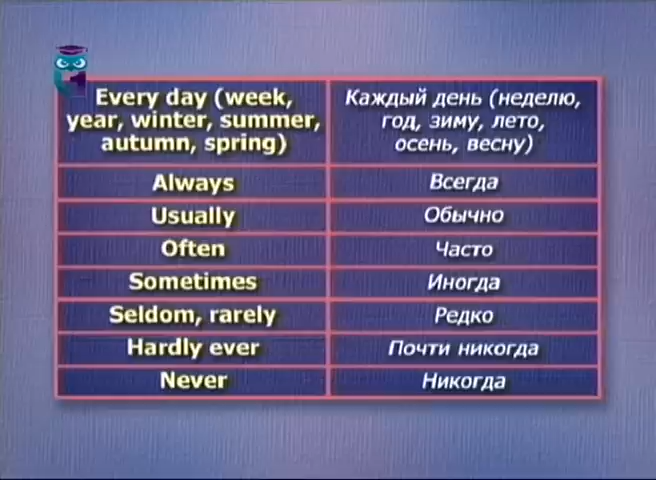 Every day (week,
year, winter, summer,
autumn, spring)
Каждый день (неделю,
год, зиму, лето,
осень, весну)
Always
Всегда
Usually
Обычно
Often
Часто
Sometimes
Иногда
Seldom, rarely
Редко
Hardly ever
Почти никогда
Never
Никогда